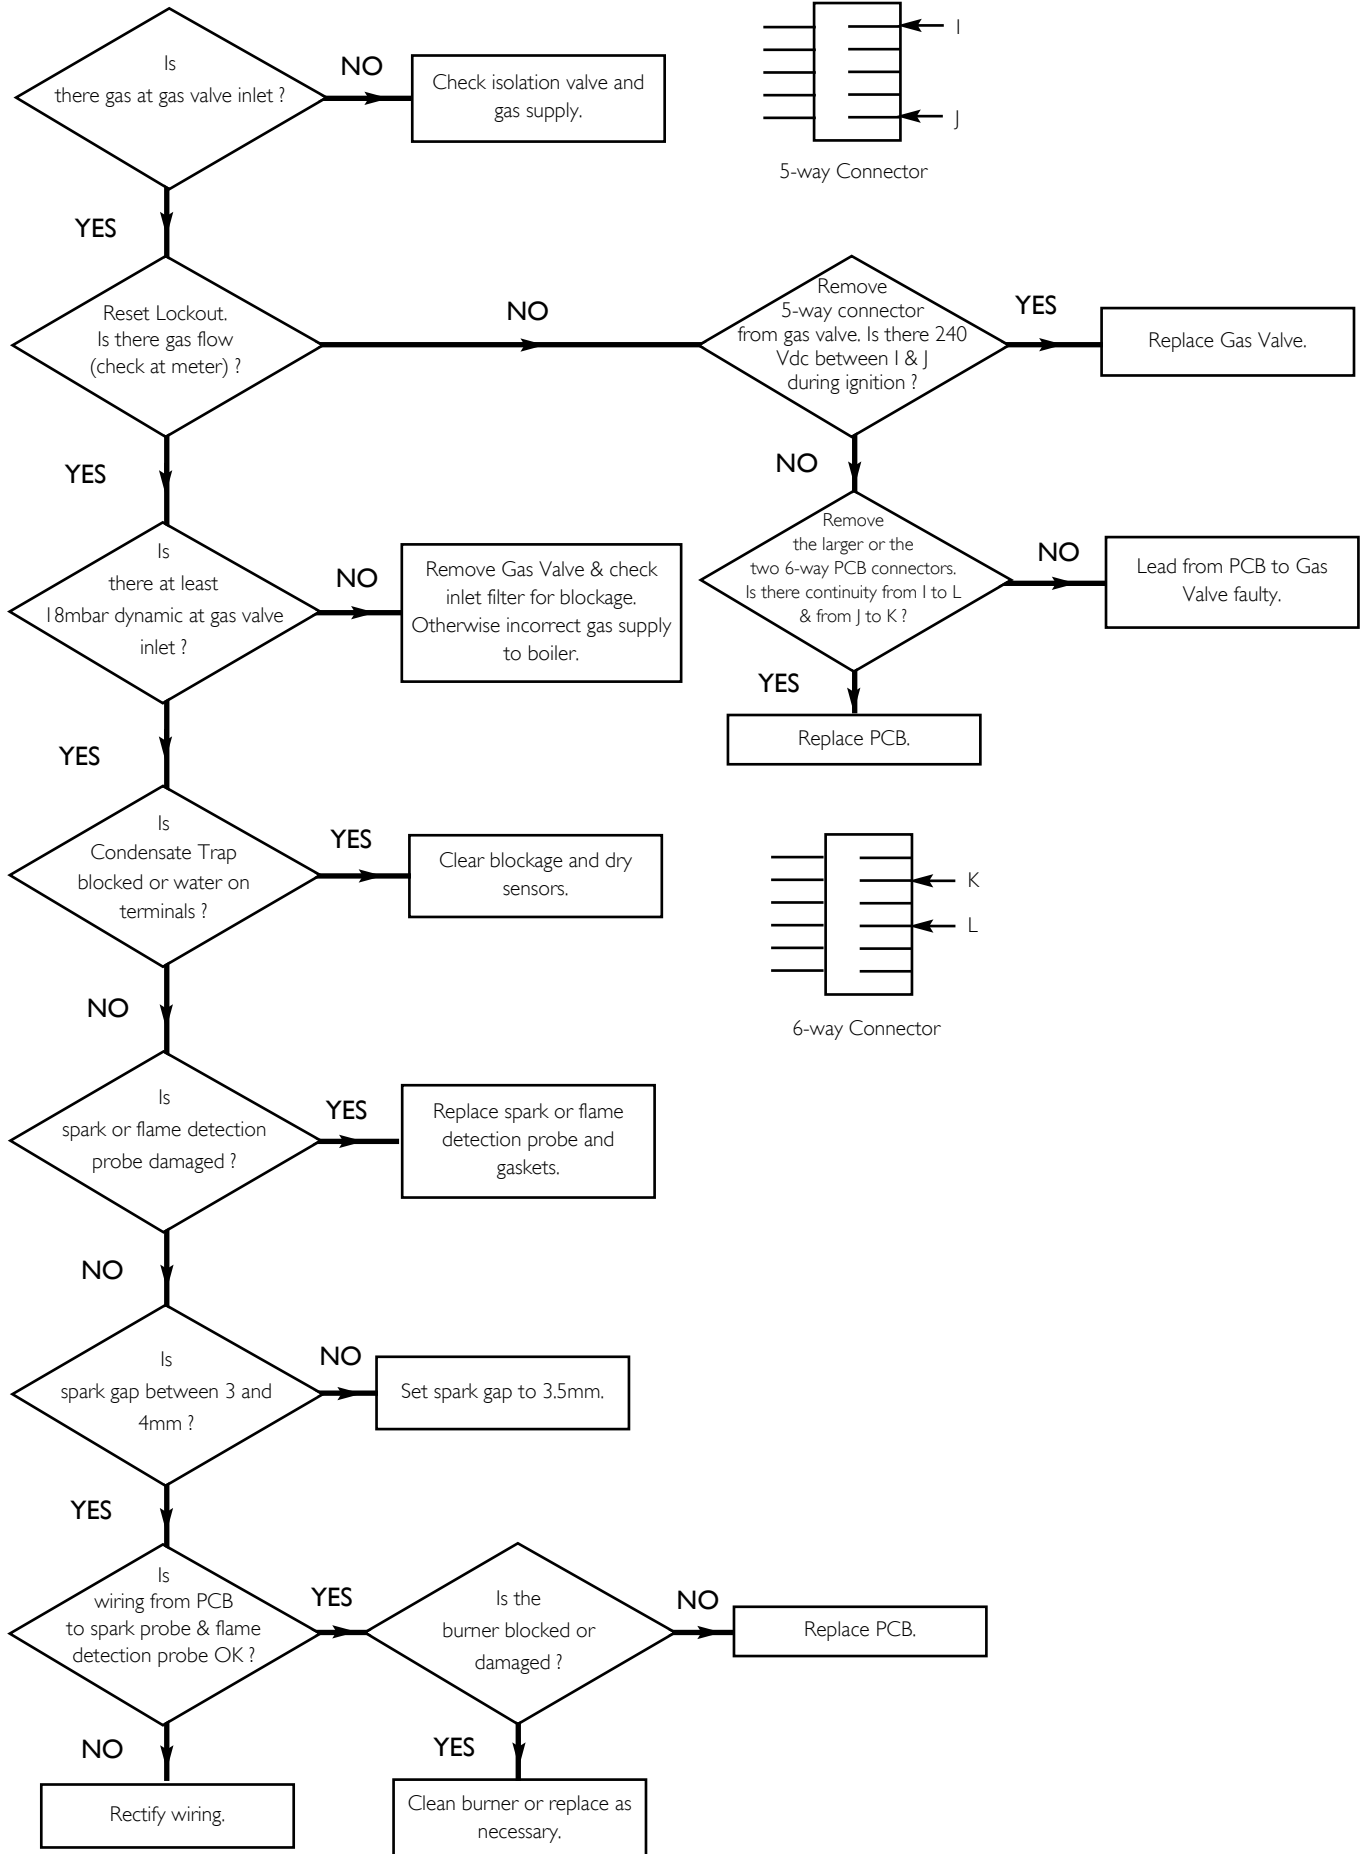 Is
there gas at gas valve inlet ?
NO
Check isolation valve and
gas supply.
I
J
5-way Connector
YES
Reset Lockout.
Is there gas flow
(check at meter) ?
NO
Remove
5-way connector
from gas valve. Is there 240
Vdc between I & J
during ignition ?
YES
Replace Gas Valve.
NO
Remove
the larger or the
two 6-way PCB connectors.
Is there continuity from I to L
& from J to K ?
NO
Lead from PCB to Gas
Valve faulty.
YES
Replace PCB.
YES
Is
there at least
18mbar dynamic at gas valve
inlet ?
NO
Remove Gas Valve & check
inlet filter for blockage.
Otherwise incorrect gas supply
to boiler.
YES
Is
Condensate Trap
blocked or water on
terminals ?
YES
Clear blockage and dry
sensors.
K
L
6-way Connector
NO
Is
spark or flame detection
probe damaged ?
YES
Replace spark or flame
detection probe and
gaskets.
NO
Is
spark gap between 3 and
4mm ?
NO
Set spark gap to 3.5mm.
YES
Is
wiring from PCB
to spark probe & flame
detection probe OK ?
YES
Is the
burner blocked or
damaged ?
NO
Replace PCB.
NO
Rectify wiring.
YES
Clean burner or replace as
necessary.